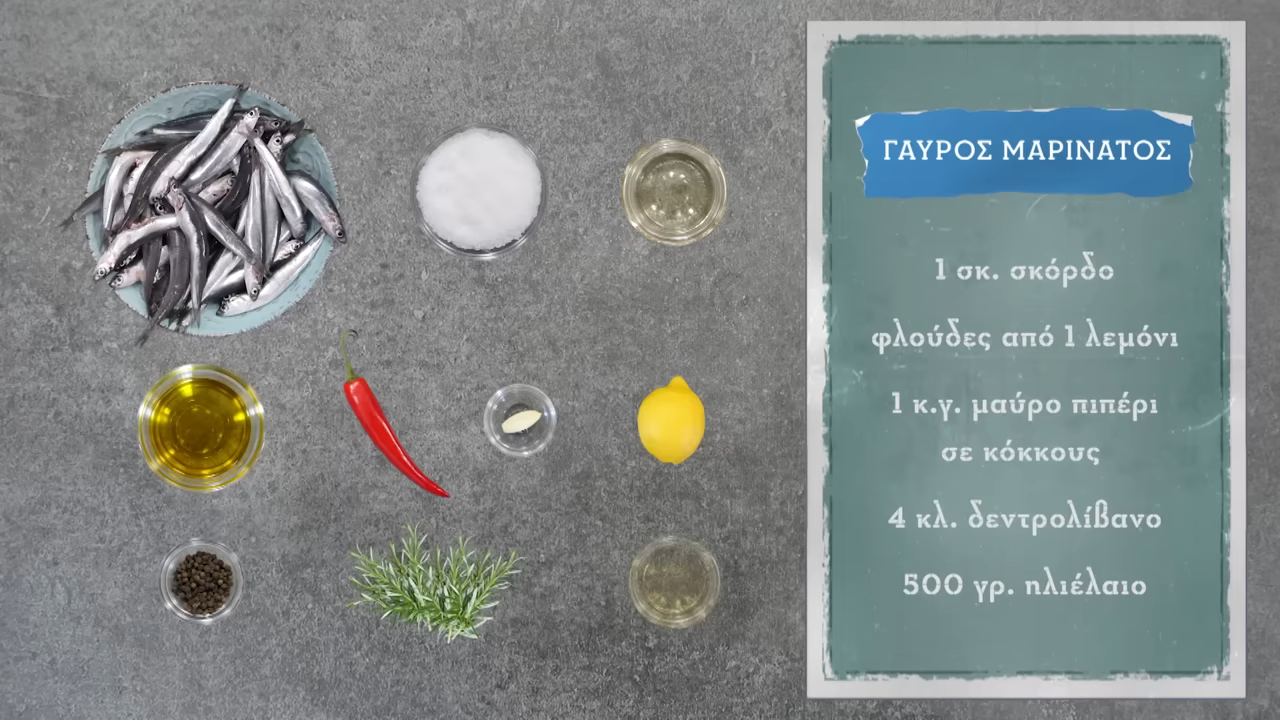 ΓΑΥΡΟΣ ΜΑΡΙΝΑΤΟΣ
1 σκ. σκόρδο
φλούδες από 1 λεμόνι
1 κ.γ. μαύρο πιπέρι
σε κόκκους
4 κλ. δεντρολίβανο
500 γρ. ηλιέλαιο